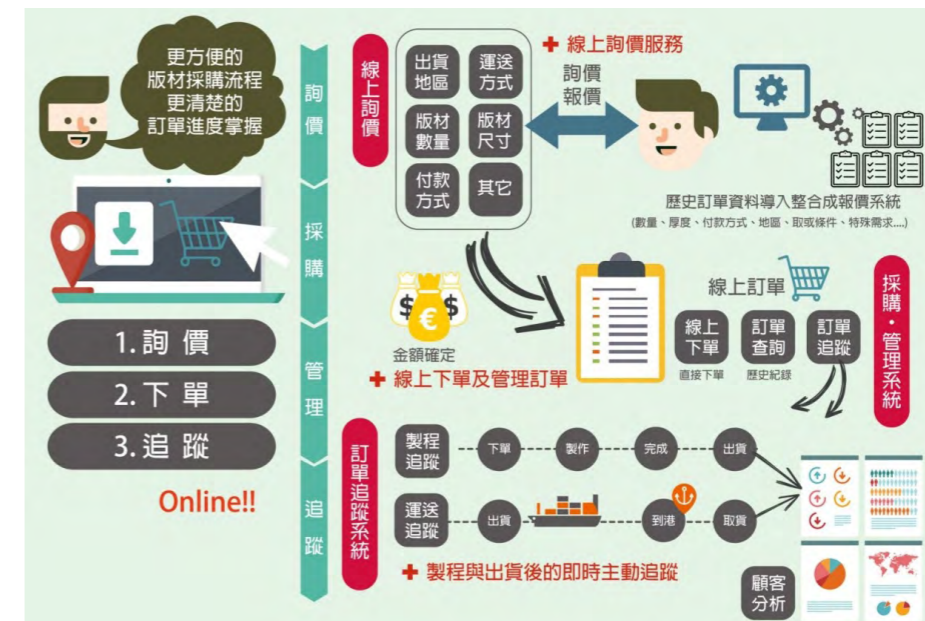 更方便的
版材採購流程
更清楚的
訂單進度掌握
1.詢 價
2.下 單
3.追 蹤
Online!!
詢
價
採
購
管
理
追
蹤
線上詢價
出貨
地區
運送
方式
版材
數量
版材
尺寸
付款
方式
其它
+ 線上詢價服務
詢價
報價
歷史訂單資料導入整合成報價系統
(數量、厚度、付款方式、地區、取或條件、特殊需求....)
$ € $
金額確定
+ 線上下單及管理訂單
線上訂單
線上
下單
訂單
查詢
訂單
追蹤
直接下單
歷史紀錄
採購・管理系統
訂單追蹤系統
製程
追蹤
下單
製作
完成
出貨
運送
追蹤
出貨
到港
取貨
+ 製程與出貨後的即時主動追蹤
顧客
分析